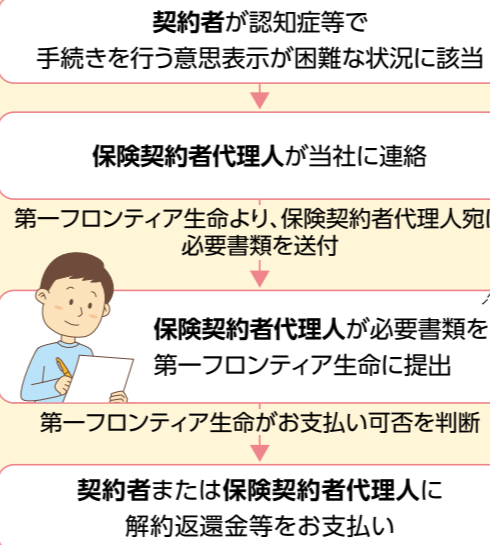 契約者が認知症等で
手続きを行う意思表示が困難な状況に該当
保険契約者代理人が当社に連絡
第一フロンティア生命より、保険契約者代理人宛に
必要書類を送付
保険契約者代理人が必要書類を
第一フロンティア生命に提出
第一フロンティア生命がお支払い可否を判断
契約者または保険契約者代理人に
解約返還金等をお支払い